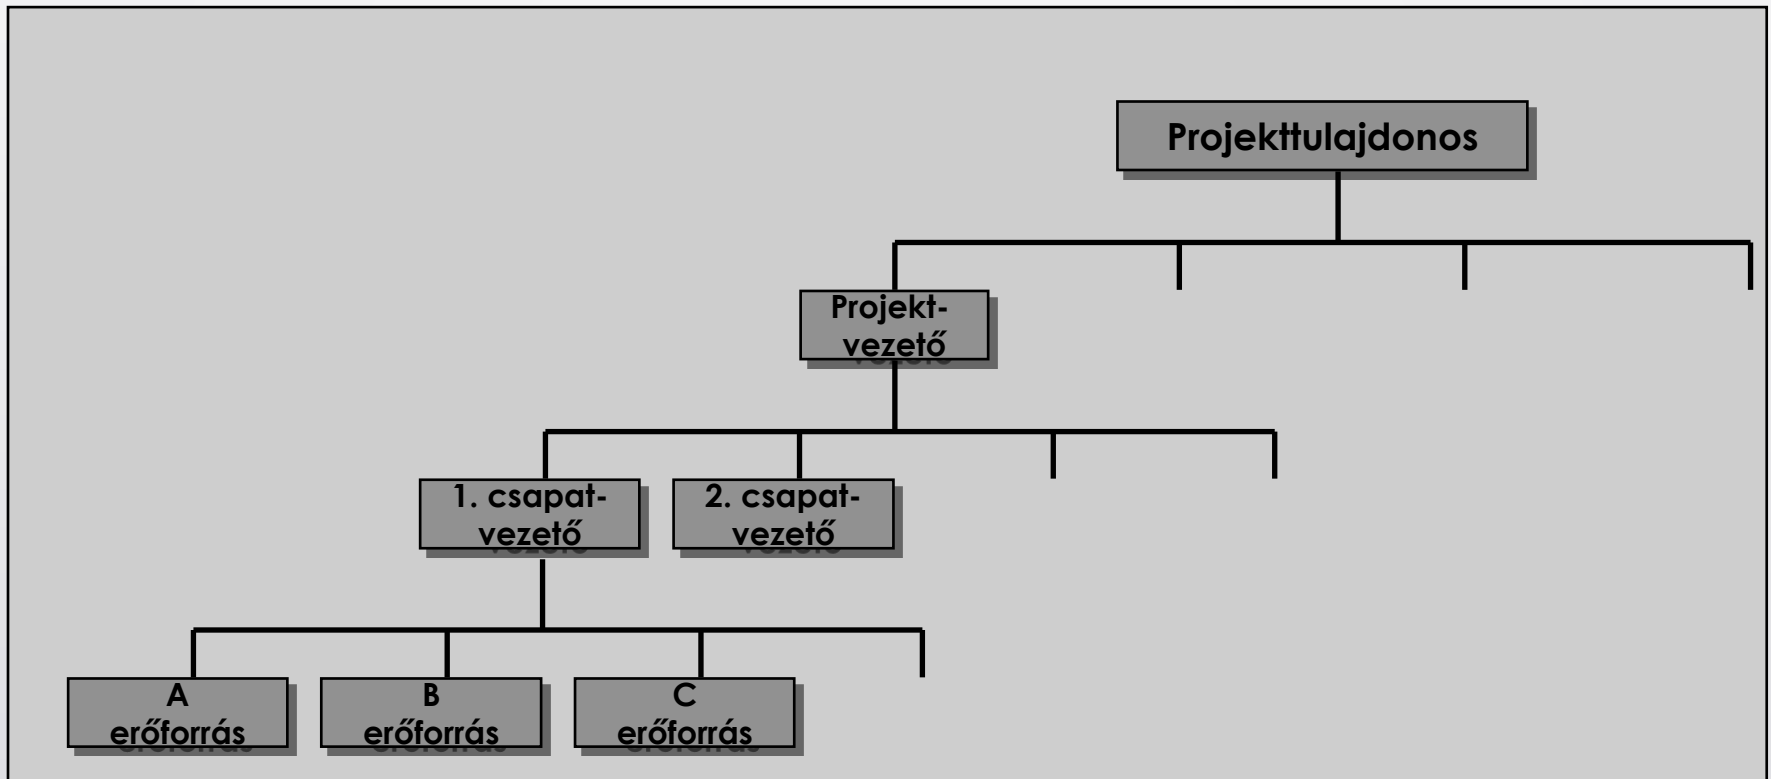 Projekttulajdonos
Projekt-
vezető
1. csapat-
vezető
2. csapat-
vezető
A
erőforrás
B
erőforrás
C
erőforrás